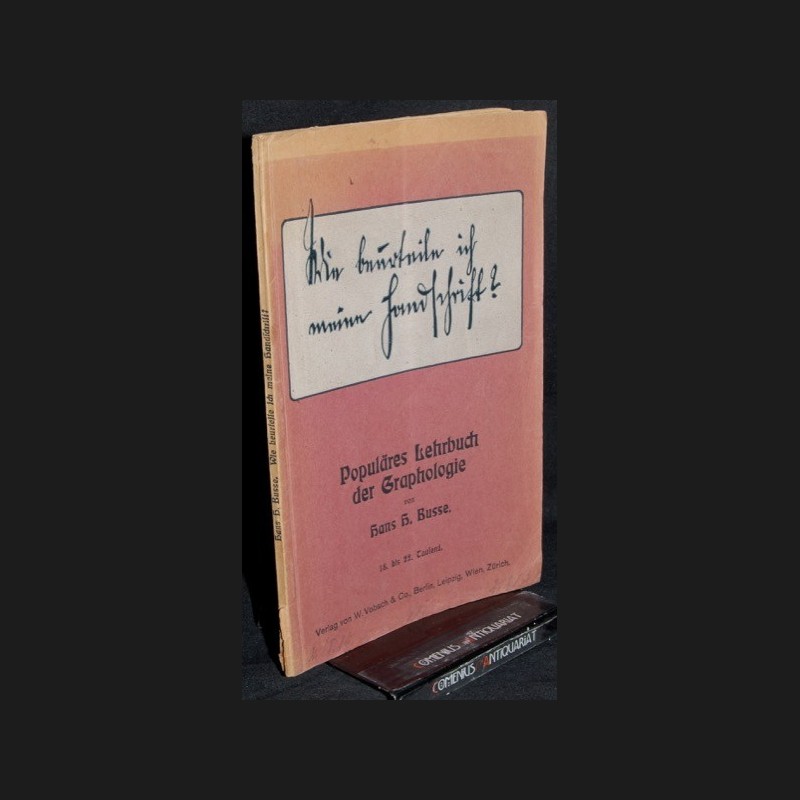 Wie beurteile ich
meine Handschrift?
Populäres Lehrbuch
der Graphologie
von
Hans H. Busse.
16. bis 22. Tausend.
Verlag von W. Vobach & Co., Berlin, Leipzig, Wien, Zürich.
Hans H. Busse. Wie beurteile ich meine Handschrift?
COMENIUS ANTIQUARIAT
COMENIUS ANTIQUARIAT